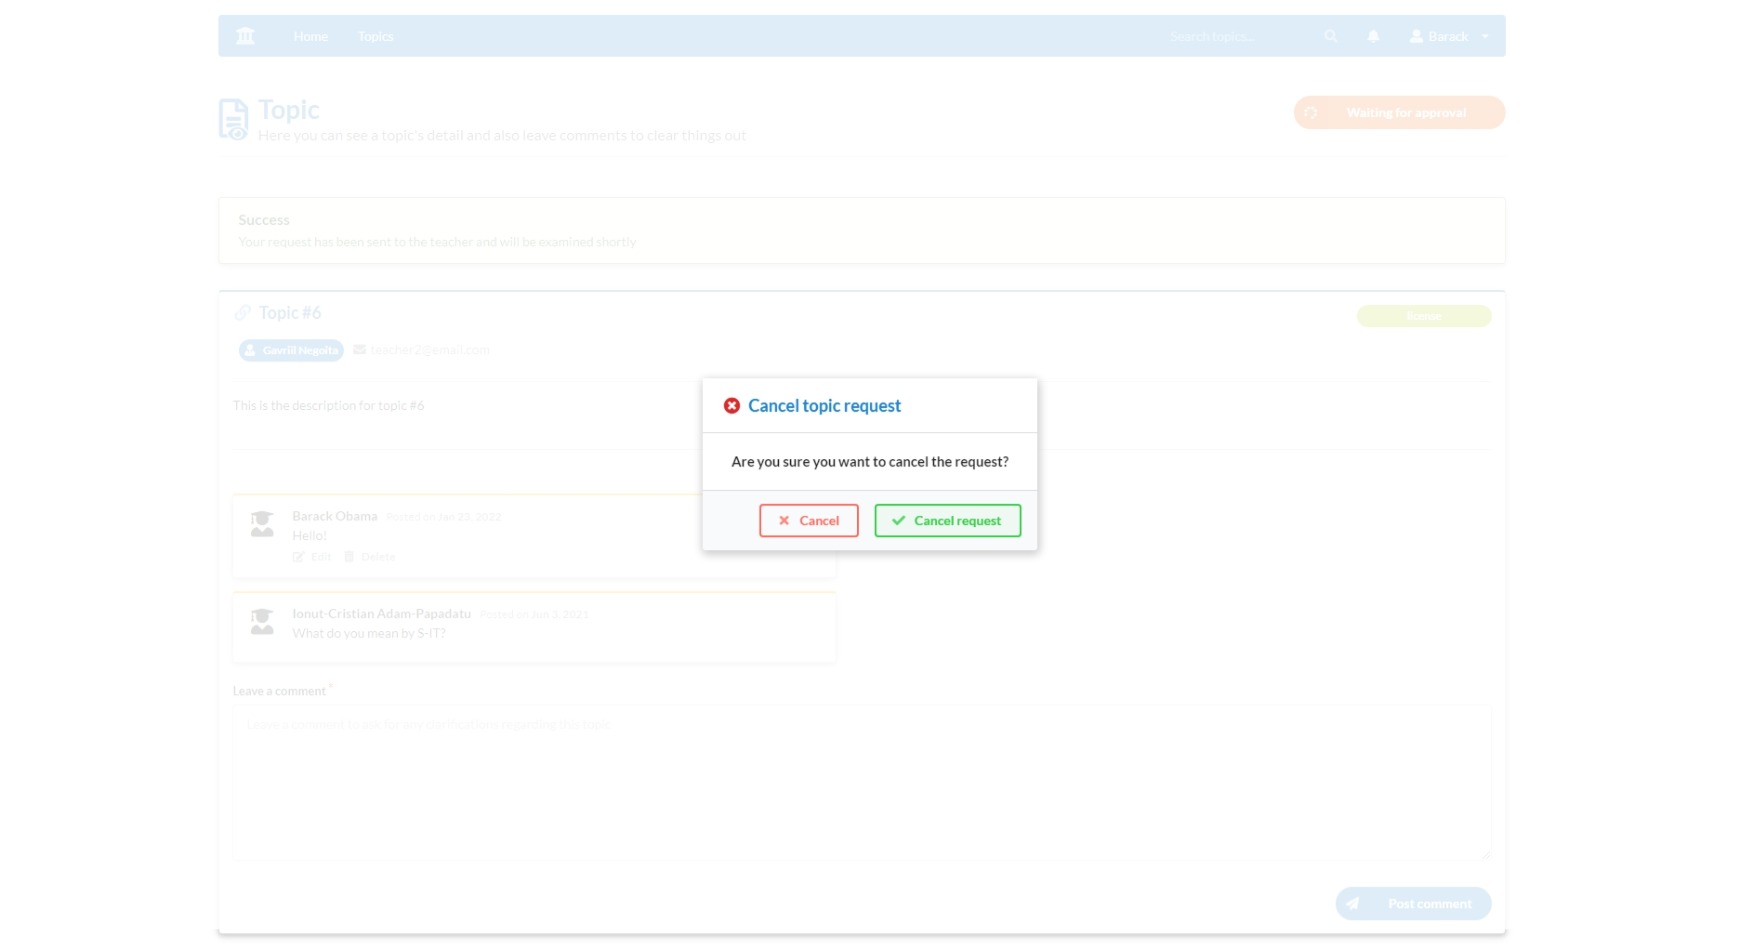 Home Topics Search topics... Barack
Topic
Here you can see a topic's detail and also leave comments to clear things out
Waiting for approval
Success
Your request has been sent to the teacher and will be examined shortly
Topic #6
license
Gavrill Negoita teacher2@email.com
This is the description for topic #6
Cancel topic request
Are you sure you want to cancel the request?
Cancel Cancel request
Barack Obama Posted on Jan 25, 2022
Hello!
Edit Delete
Ionut-Cristian Adam-Papadatu Posted on Jun 3, 2021
What do you mean by S-IT?
Leave a comment *
Leave a comment to ask for any clarifications regarding this topic
Post comment